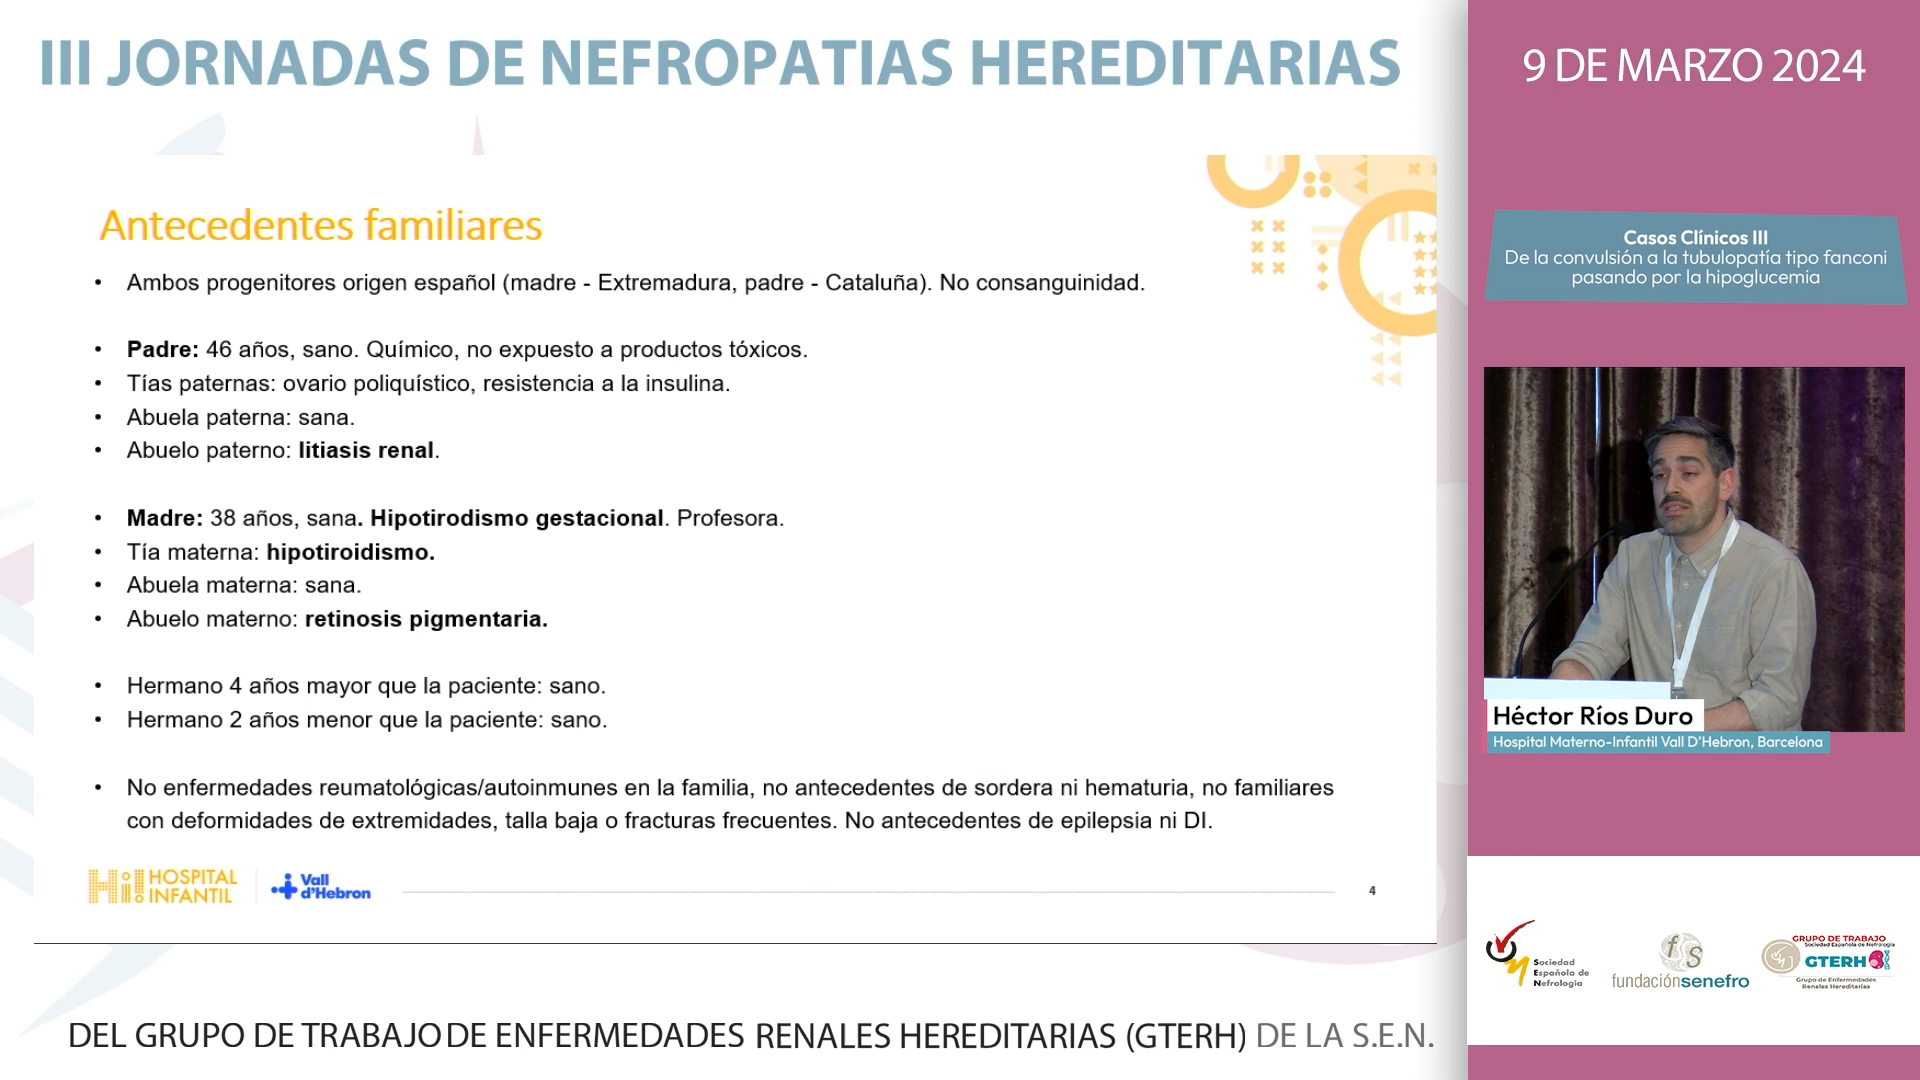 III JORNADAS DE NEFROPATIAS HEREDITARIAS
9 DE MARZO 2024
Antecedentes familiares
• Ambos progenitores origen español (madre - Extremadura, padre - Cataluña). No consanguinidad.
• Padre: 46 años, sano. Químico, no expuesto a productos tóxicos.
• Tías paternas: ovario poliquístico, resistencia a la insulina.
• Abuela paterna: sana.
• Abuelo paterno: litiasis renal.
• Madre: 38 años, sana. Hipotirodismo gestacional. Profesora.
• Tía materna: hipotiroidismo.
• Abuela materna: sana.
• Abuelo materno: retinosis pigmentaria.
• Hermano 4 años mayor que la paciente: sano.
• Hermano 2 años menor que la paciente: sano.
• No enfermedades reumatológicas/autoinmunes en la familia, no antecedentes de sordera ni hematuria, no familiares
con deformidades de extremidades, talla baja o fracturas frecuentes. No antecedentes de epilepsia ni DI.
Hi! HOSPITAL
INFANTIL
Vall
d'Hebron
4
Casos Clínicos III
De la convulsión a la tubulopatía tipo fanconi
pasando por la hipoglucemia
Héctor Ríos Duro
Hospital Materno-Infantil Vall D'Hebron, Barcelona
Sociedad
Española de
Nefrología
fS
fundaciónsenefro
GRUPO DE TRABAJO
Sociedad Española de Nefrología
GTERH
Grupo de Enfermedades
Renales Hereditarias
DEL GRUPO DE TRABAJO DE ENFERMEDADES RENALES HEREDITARIAS (GTERH) DE LA S.E.N.